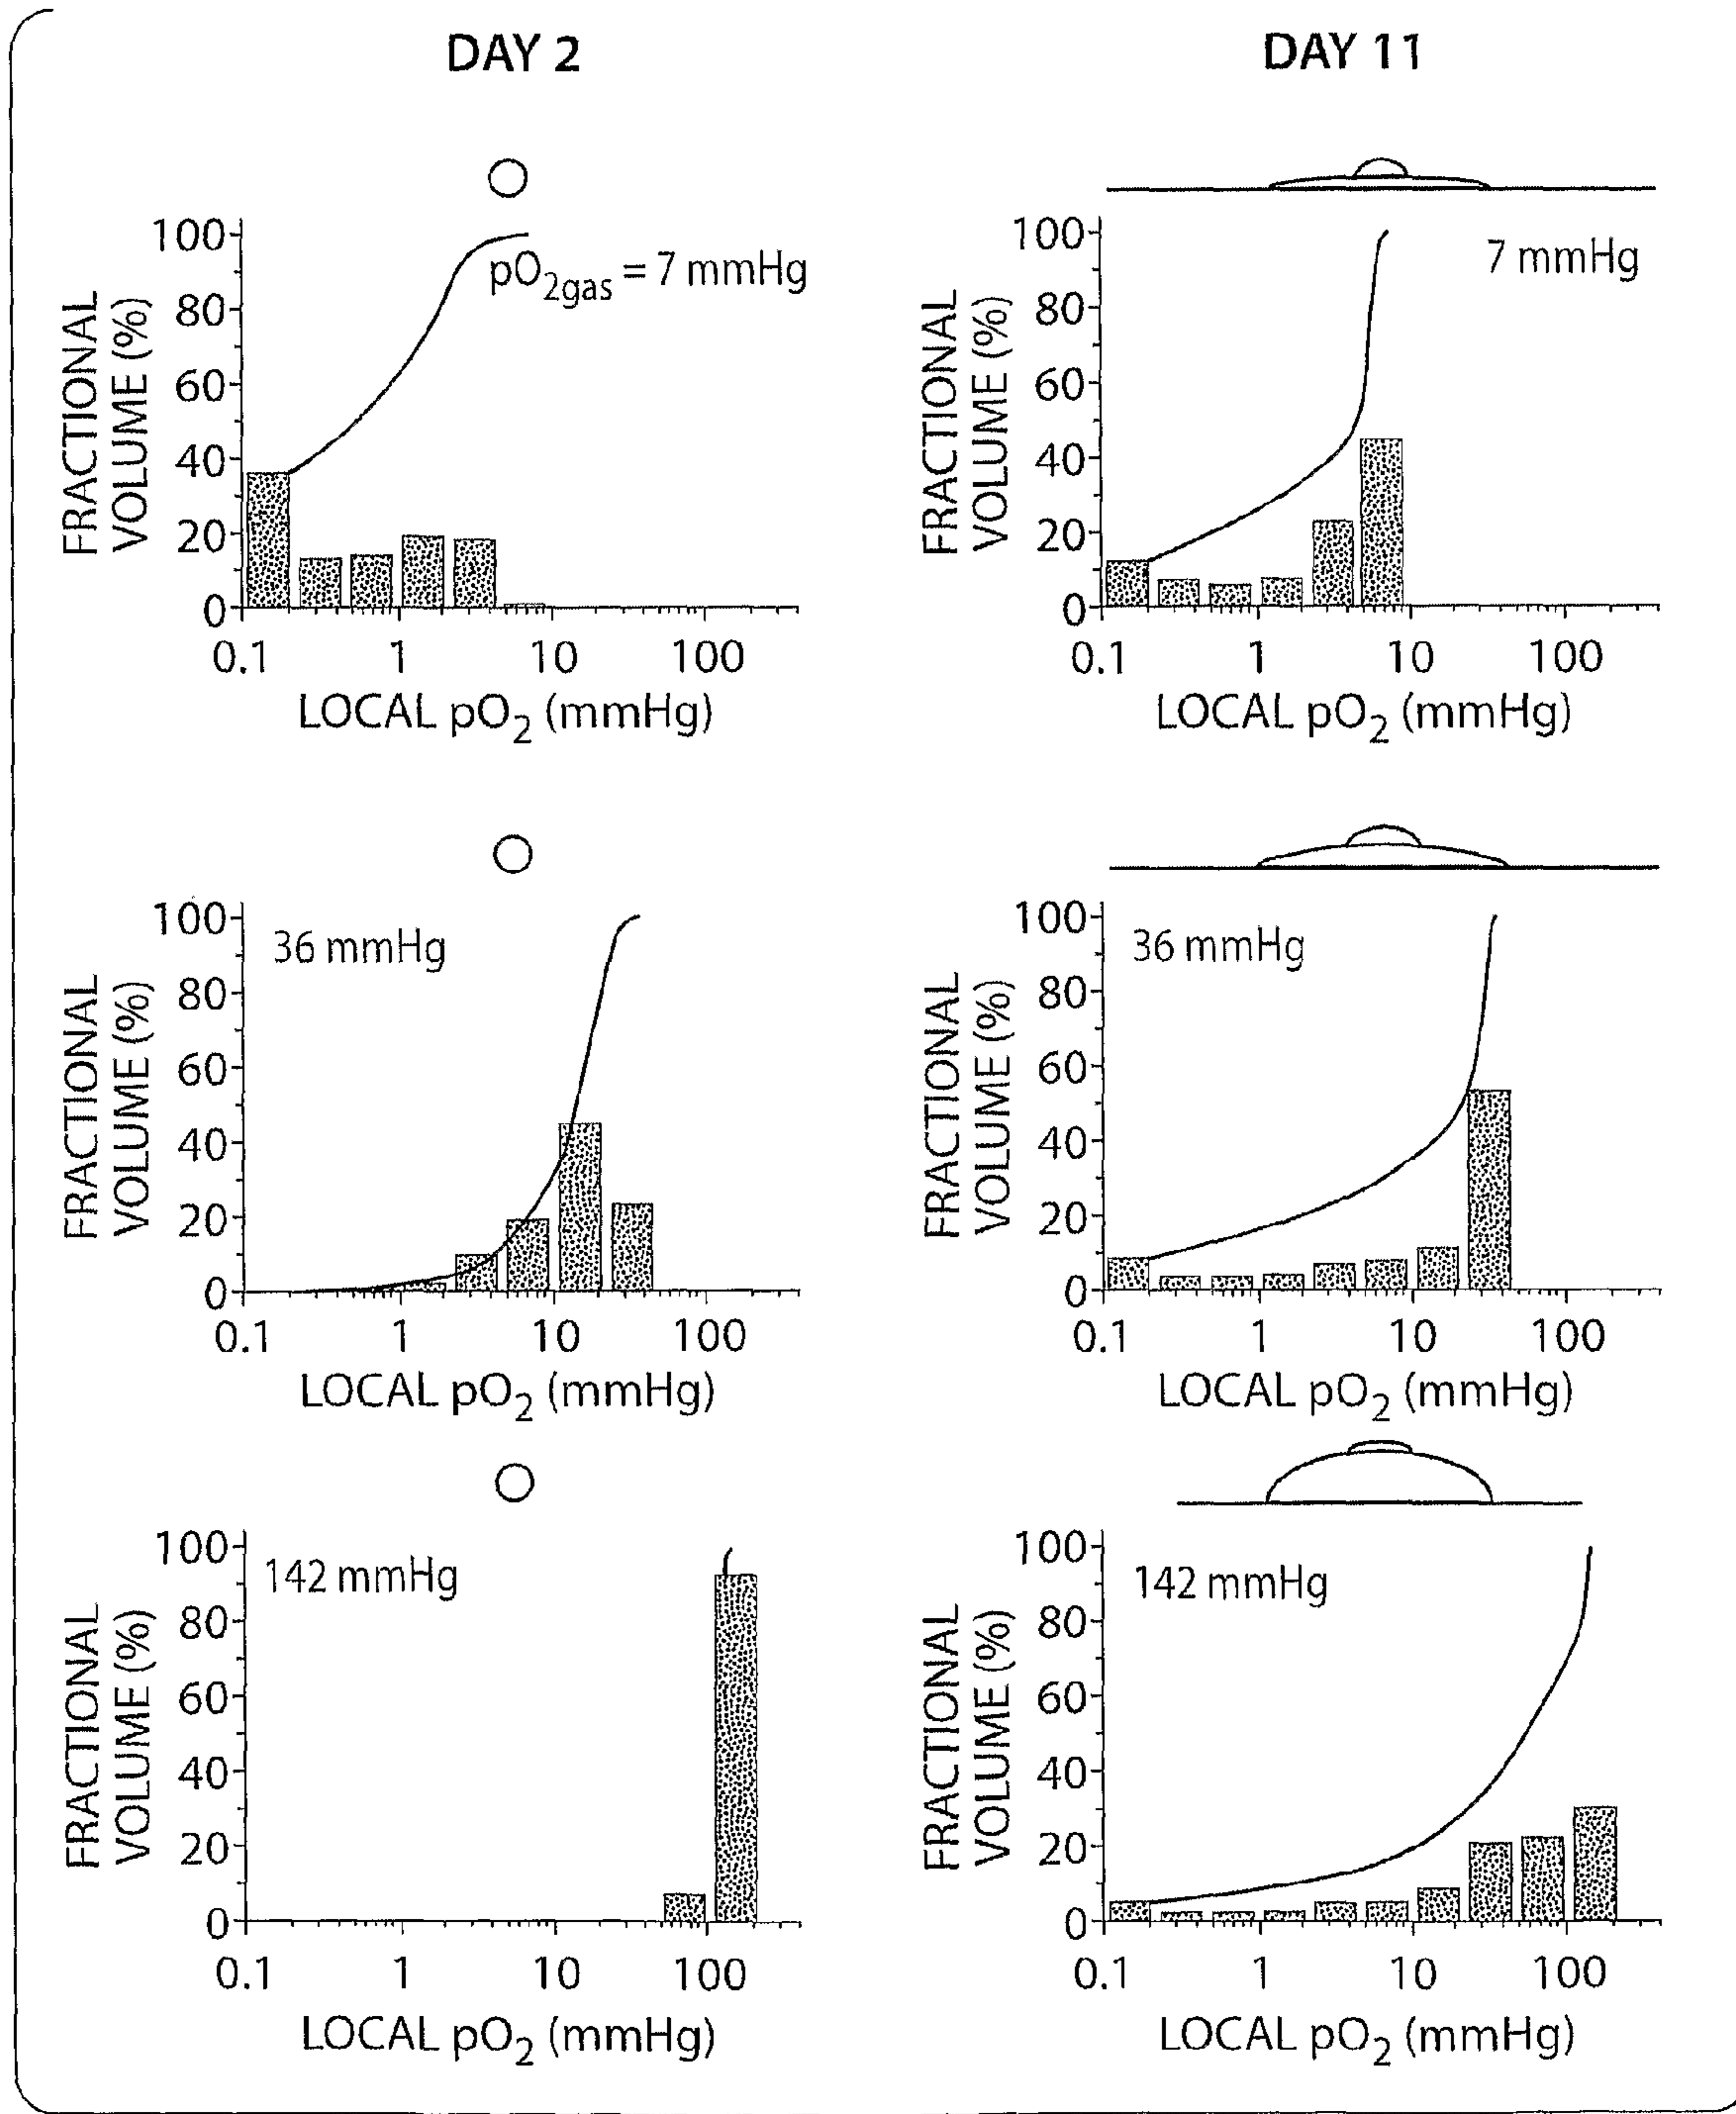 DAY 2
DAY 11
FRACTIONAL
VOLUME (%)
100
80
60
40
20
0
pO2gas = 7 mmHg
0.1 1 10 100
LOCAL pO2 (mmHg)
FRACTIONAL
VOLUME (%)
100
80
60
40
20
0
7 mmHg
0.1 1 10 100
LOCAL pO2 (mmHg)
FRACTIONAL
VOLUME (%)
100
80
60
40
20
0
36 mmHg
0.1 1 10 100
LOCAL pO2 (mmHg)
FRACTIONAL
VOLUME (%)
100
80
60
40
20
0
36 mmHg
0.1 1 10 100
LOCAL pO2 (mmHg)
FRACTIONAL
VOLUME (%)
100
80
60
40
20
0
142 mmHg
0.1 1 10 100
LOCAL pO2 (mmHg)
FRACTIONAL
VOLUME (%)
100
80
60
40
20
0
142 mmHg
0.1 1 10 100
LOCAL pO2 (mmHg)